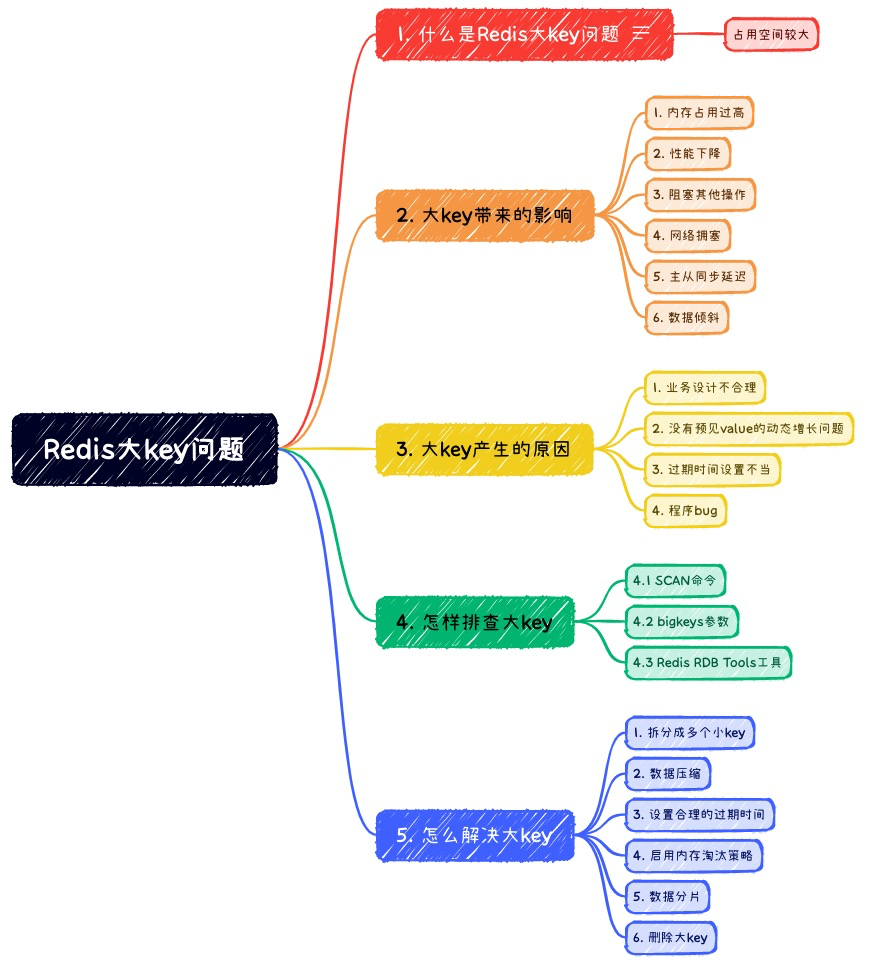 Redis大key问题
1. 什么是Redis大key问题
占用空间较大
2. 大key带来的影响
1. 内存占用过高
2. 性能下降
3. 阻塞其他操作
4. 网络拥塞
5. 主从同步延迟
6. 数据倾斜
3. 大key产生的原因
1. 业务设计不合理
2. 没有预见value的动态增长问题
3. 过期时间设置不当
4. 程序bug
4. 怎样排查大key
4.1 SCAN命令
4.2 bigkeys参数
4.3 Redis RDB Tools工具
5. 怎么解决大key
1. 拆分成多个小key
2. 数据压缩
3. 设置合理的过期时间
4. 启用内存淘汰策略
5. 数据分片
6. 删除大key